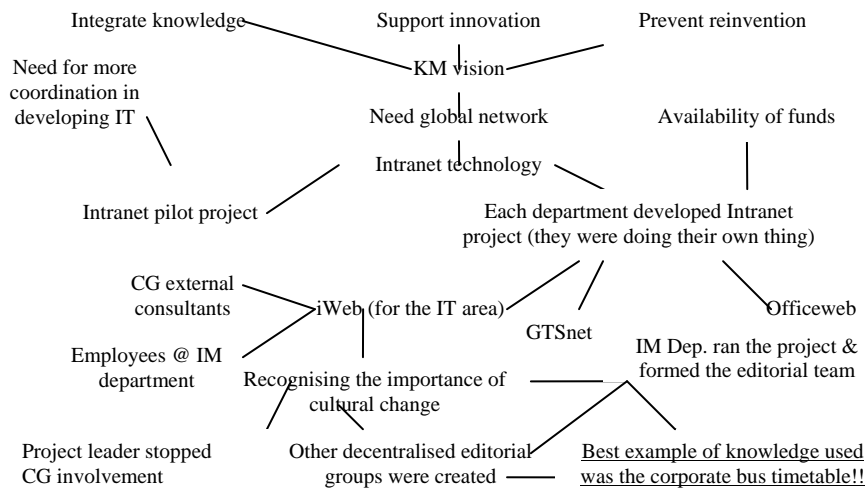 Integrate knowledge
Support innovation
Prevent reinvention
KM vision
Need for more
coordination in
developing IT
Need global network
Availability of funds
Intranet technology
Intranet pilot project
Each department developed Intranet
project (they were doing their own thing)
CG external
consultants
iWeb (for the IT area)
GTSnet
Officeweb
Employees @ IM
department
IM Dep. ran the project &
formed the editorial team
Recognising the importance of
cultural change
Project leader stopped
CG involvement
Other decentralised editorial
groups were created
Best example of knowledge used
was the corporate bus timetable!!